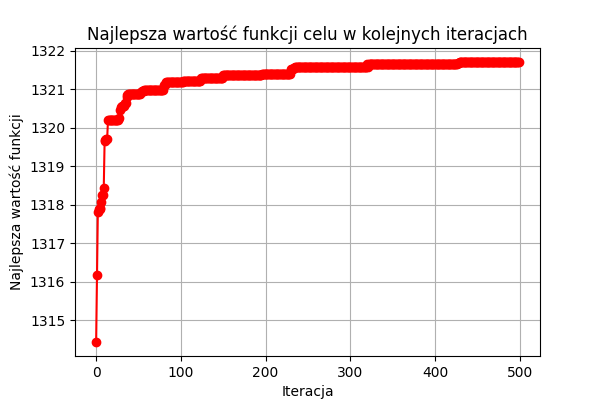 Najlepsza wartość funkcji celu w kolejnych iteracjach
1322
1321
1320
1319
1318
1317
1316
1315
Najlepsza wartość funkcji
0 100 200 300 400 500
Iteracja